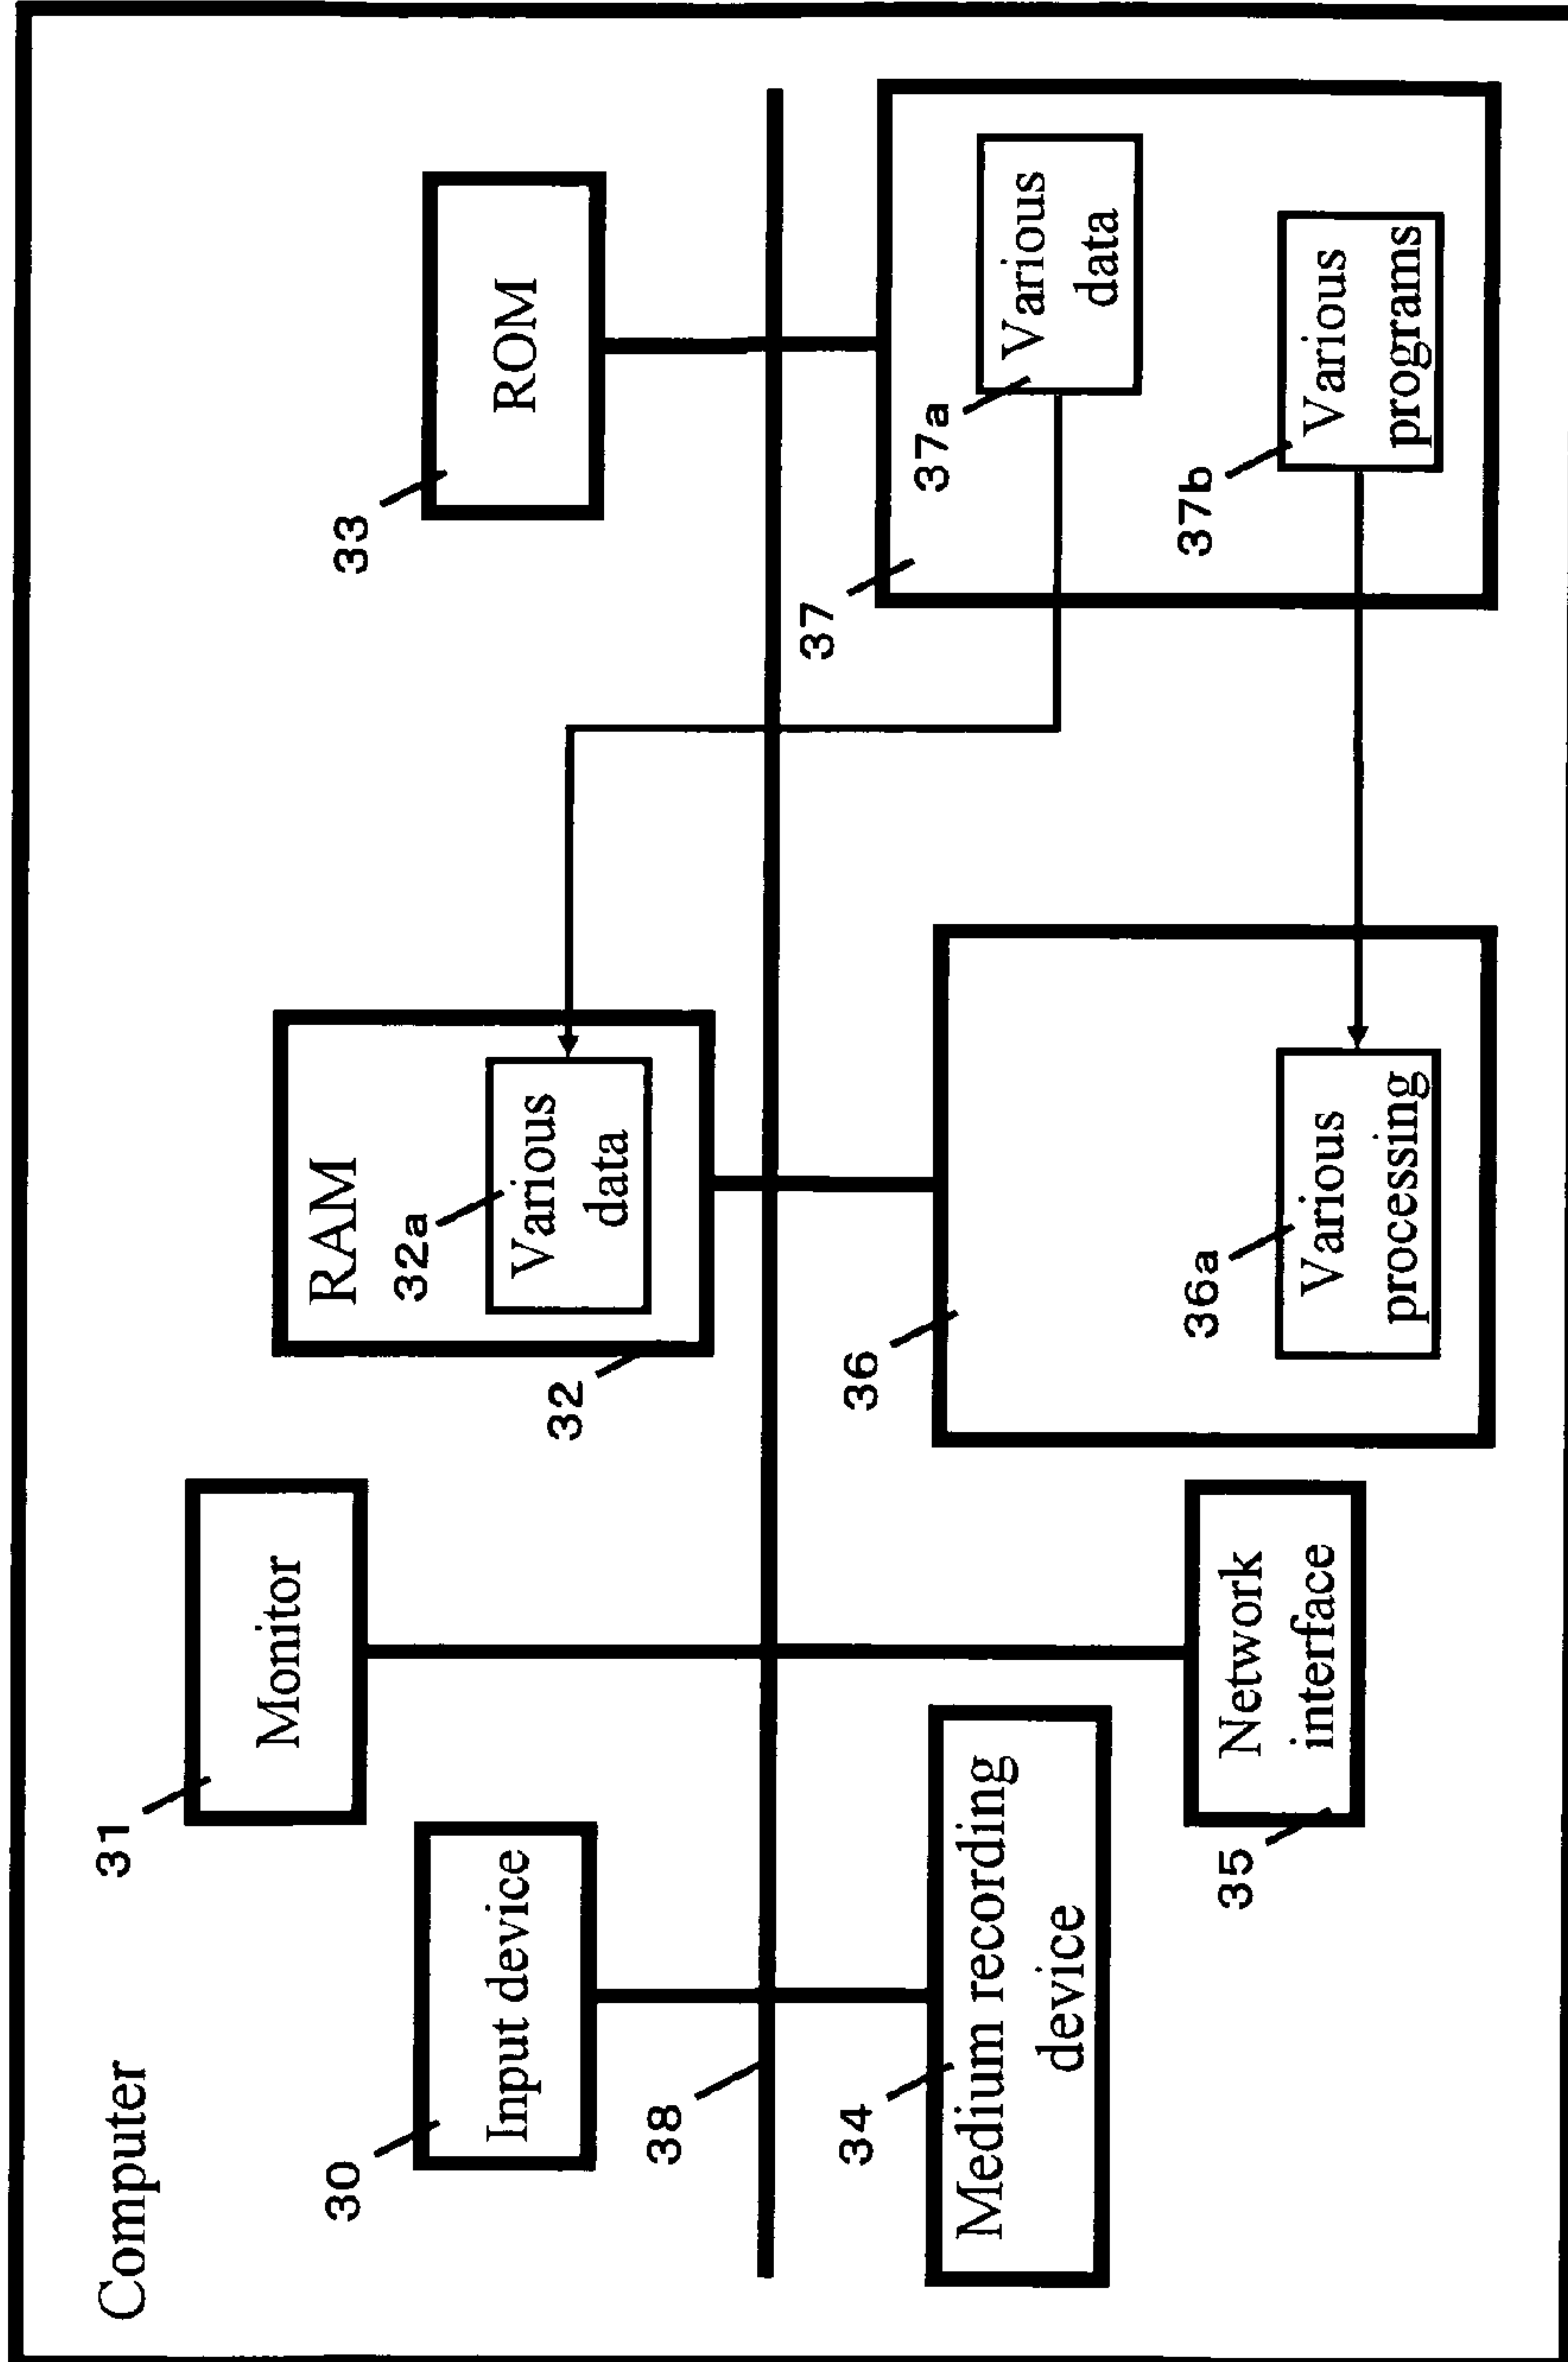 Computer
31
Monitor
30
Input device
RAM
32a
Various
data
32
33
ROM
38
34
Medium recording
device
35
Network
interface
36
36a
Various
processing
37
37a
Various
data
37b
Various
programs